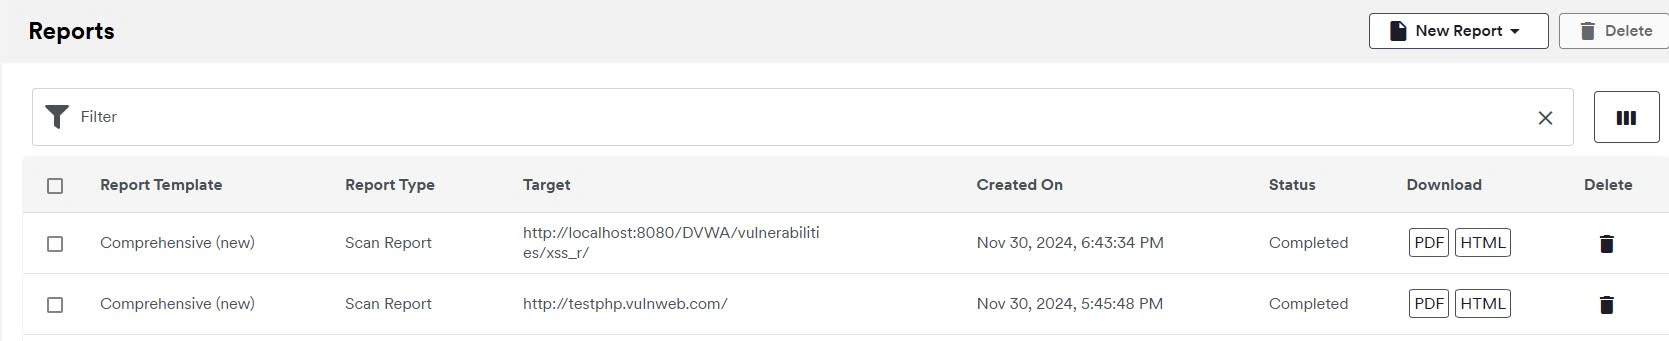 Reports
New Report
Delete
Filter
Report Template Report Type Target Created On Status Download Delete
Comprehensive (new) Scan Report http://localhost:8080/DVWA/vulnerabiliti
es/xss_r/ Nov 30, 2024, 6:43:34 PM Completed PDF HTML
Comprehensive (new) Scan Report http://testphp.vulnweb.com/ Nov 30, 2024, 5:45:48 PM Completed PDF HTML